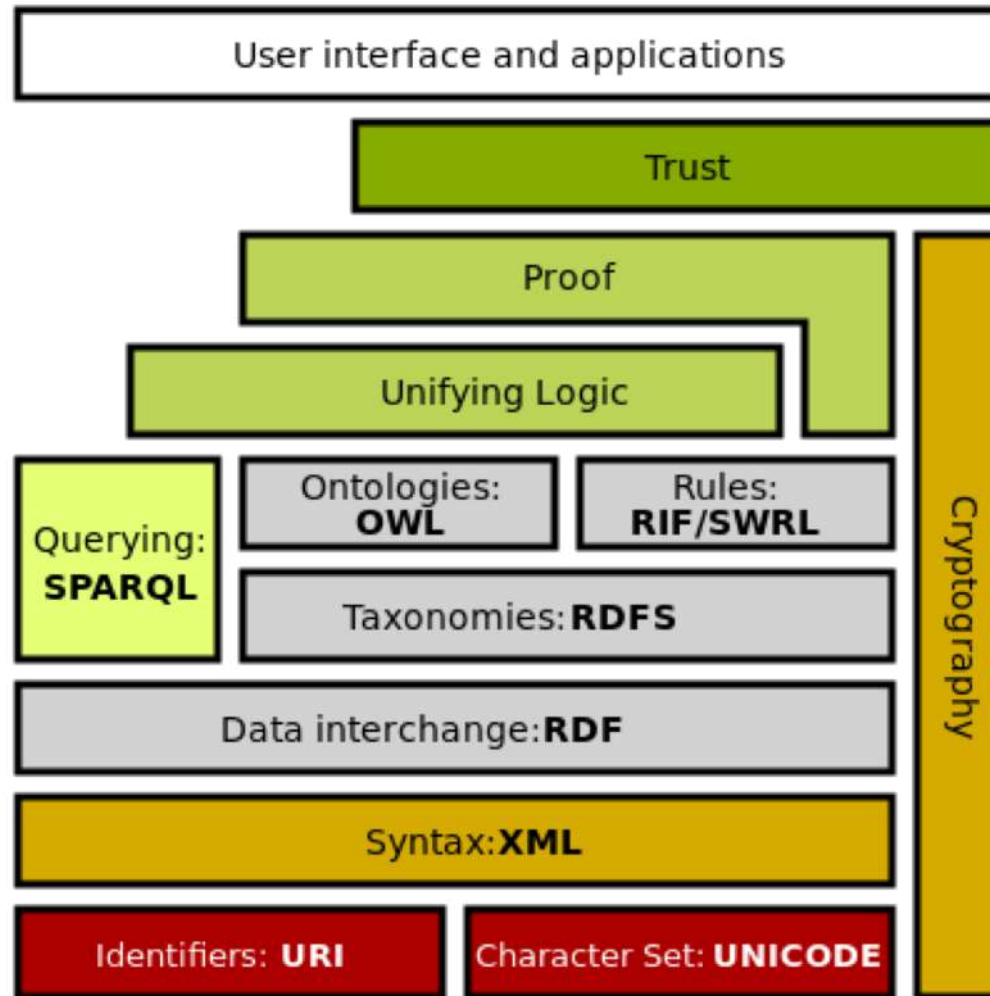 User interface and applications
Trust
Proof
Unifying Logic
Ontologies:
OWL
Rules:
RIF/SWRL
Querying:
SPARQL
Taxonomies:RDFS
Data interchange:RDF
Syntax:XML
Identifiers: URI
Character Set: UNICODE
Cryptography